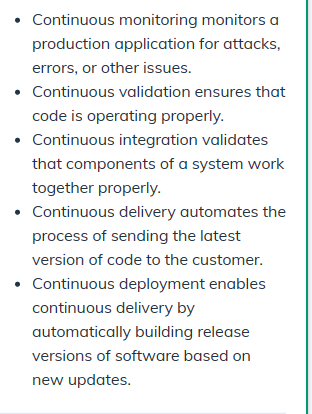 • Continuous monitoring monitors a
production application for attacks,
errors, or other issues.
• Continuous validation ensures that
code is operating properly.
• Continuous integration validates
that components of a system work
together properly.
• Continuous delivery automates the
process of sending the latest
version of code to the customer.
• Continuous deployment enables
continuous delivery by
automatically building release
versions of software based on
new updates.